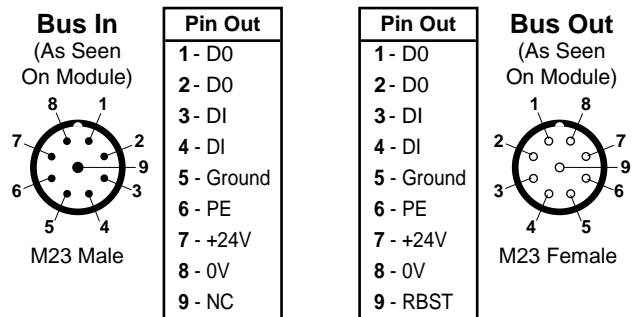 Bus In
(As Seen
On Module)
8 1
7 2
9
6 3
5 4
M23 Male
Pin Out
1 - D0
2 - D0
3 - DI
4 - DI
5 - Ground
6 - PE
7 - +24V
8 - 0V
9 - NC
Pin Out
1 - D0
2 - D0
3 - DI
4 - DI
5 - Ground
6 - PE
7 - +24V
8 - 0V
9 - RBST
Bus Out
(As Seen
On Module)
1 8
2 7
9
3 6
4 5
M23 Female